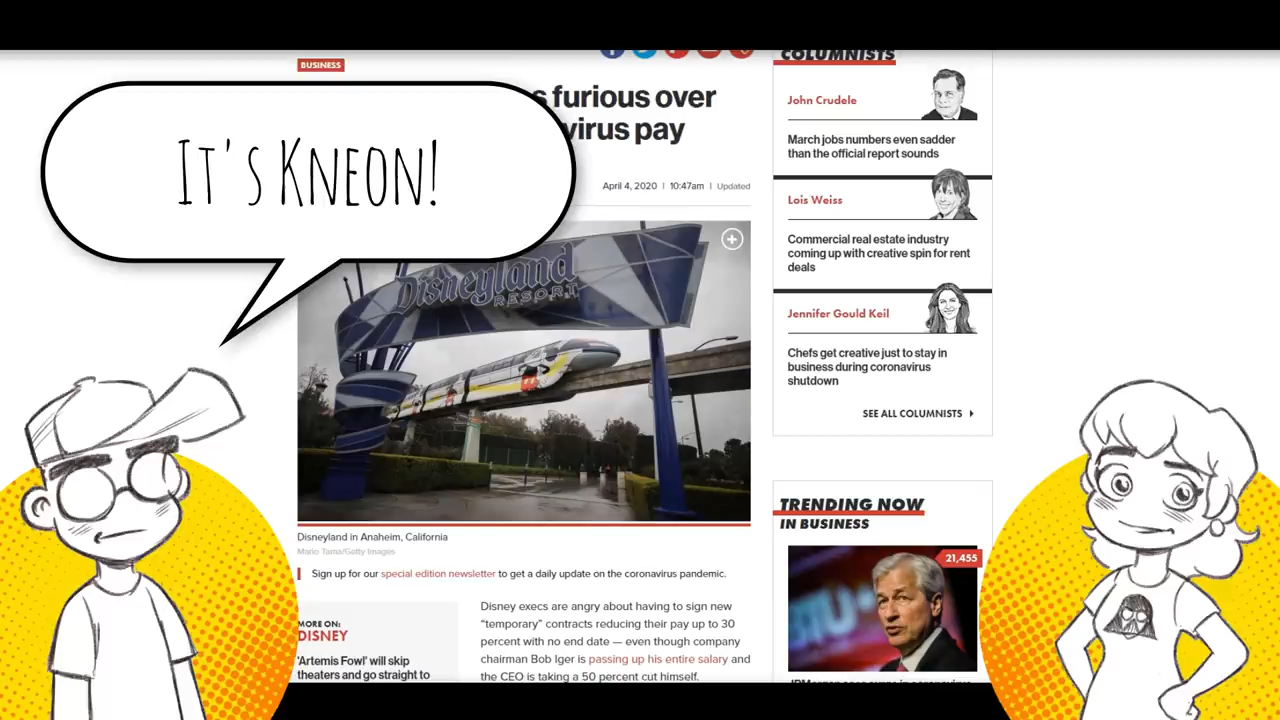 BUSINESS
s furious over
virus pay
It's Kneon!
April 4, 2020 | 10:47am | Updated
Disneyland
RESORT
Disneyland in Anaheim, California
Mario Tama/Getty Images
Sign up for our special edition newsletter to get a daily update on the coronavirus pandemic.
MORE ON:
DISNEY
'Artemis Fowl' will skip
theaters and go straight to
Disney execs are angry about having to sign new
“temporary” contracts reducing their pay up to 30
percent with no end date — even though company
chairman Bob Iger is passing up his entire salary and
the CEO is taking a 50 percent cut himself.
COLUMNISTS
John Crudele
March jobs numbers even sadder
than the official report sounds
Lois Weiss
Commercial real estate industry
coming up with creative spin for rent
deals
Jennifer Gould Keil
Chefs get creative just to stay in
business during coronavirus
shutdown
SEE ALL COLUMNISTS
TRENDING NOW
IN BUSINESS
21,455